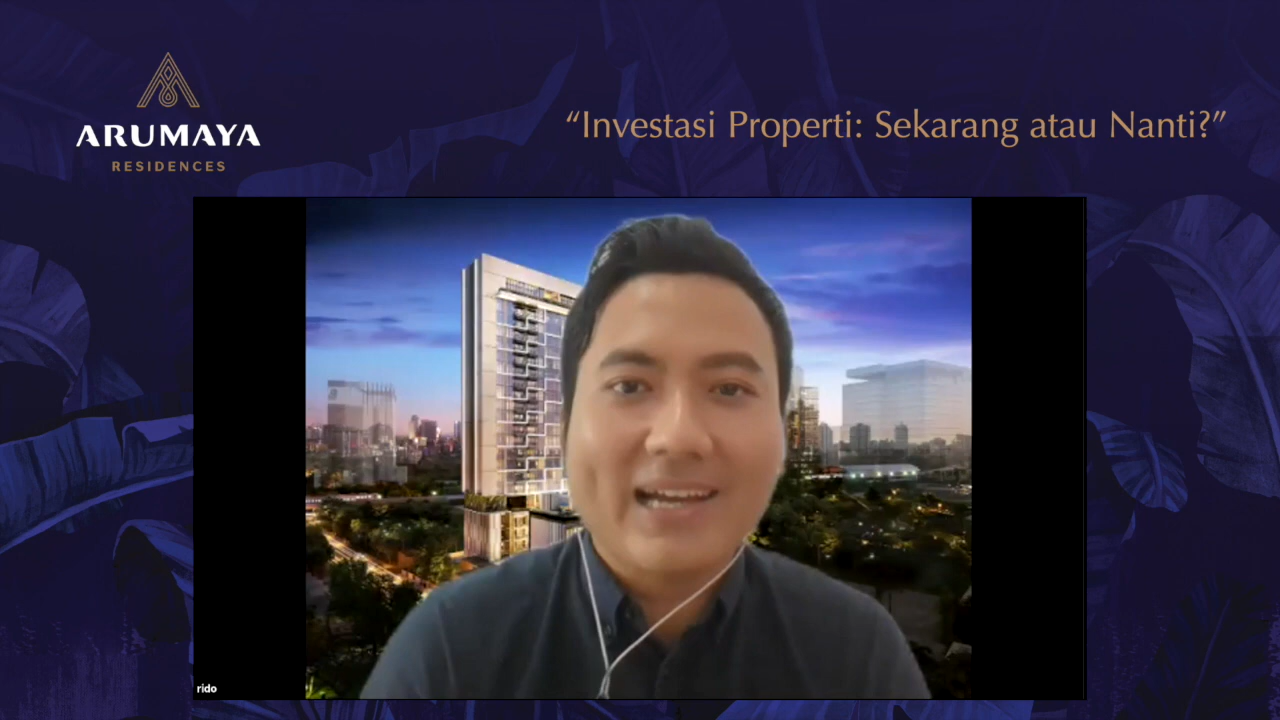 ARUMAYA
RESIDENCES
“Investasi Properti: Sekarang atau Nanti?”
rido